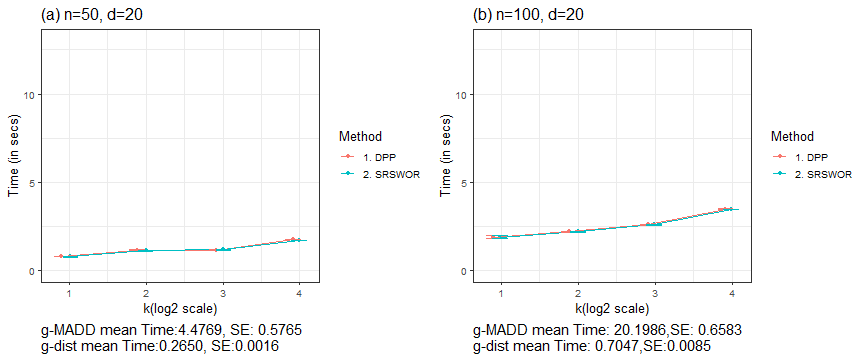 (a) n=50, d=20
Time (in secs)
10
5
0
1 2 3 4
k(log2 scale)
Method
1. DPP
2. SRSWOR
g-MADD mean Time:4.4769, SE: 0.5765
g-dist mean Time:0.2650, SE:0.0016
(b) n=100, d=20
Time (in secs)
10
5
0
1 2 3 4
k(log2 scale)
Method
1. DPP
2. SRSWOR
g-MADD mean Time: 20.1986,SE: 0.6583
g-dist mean Time: 0.7047,SE:0.0085